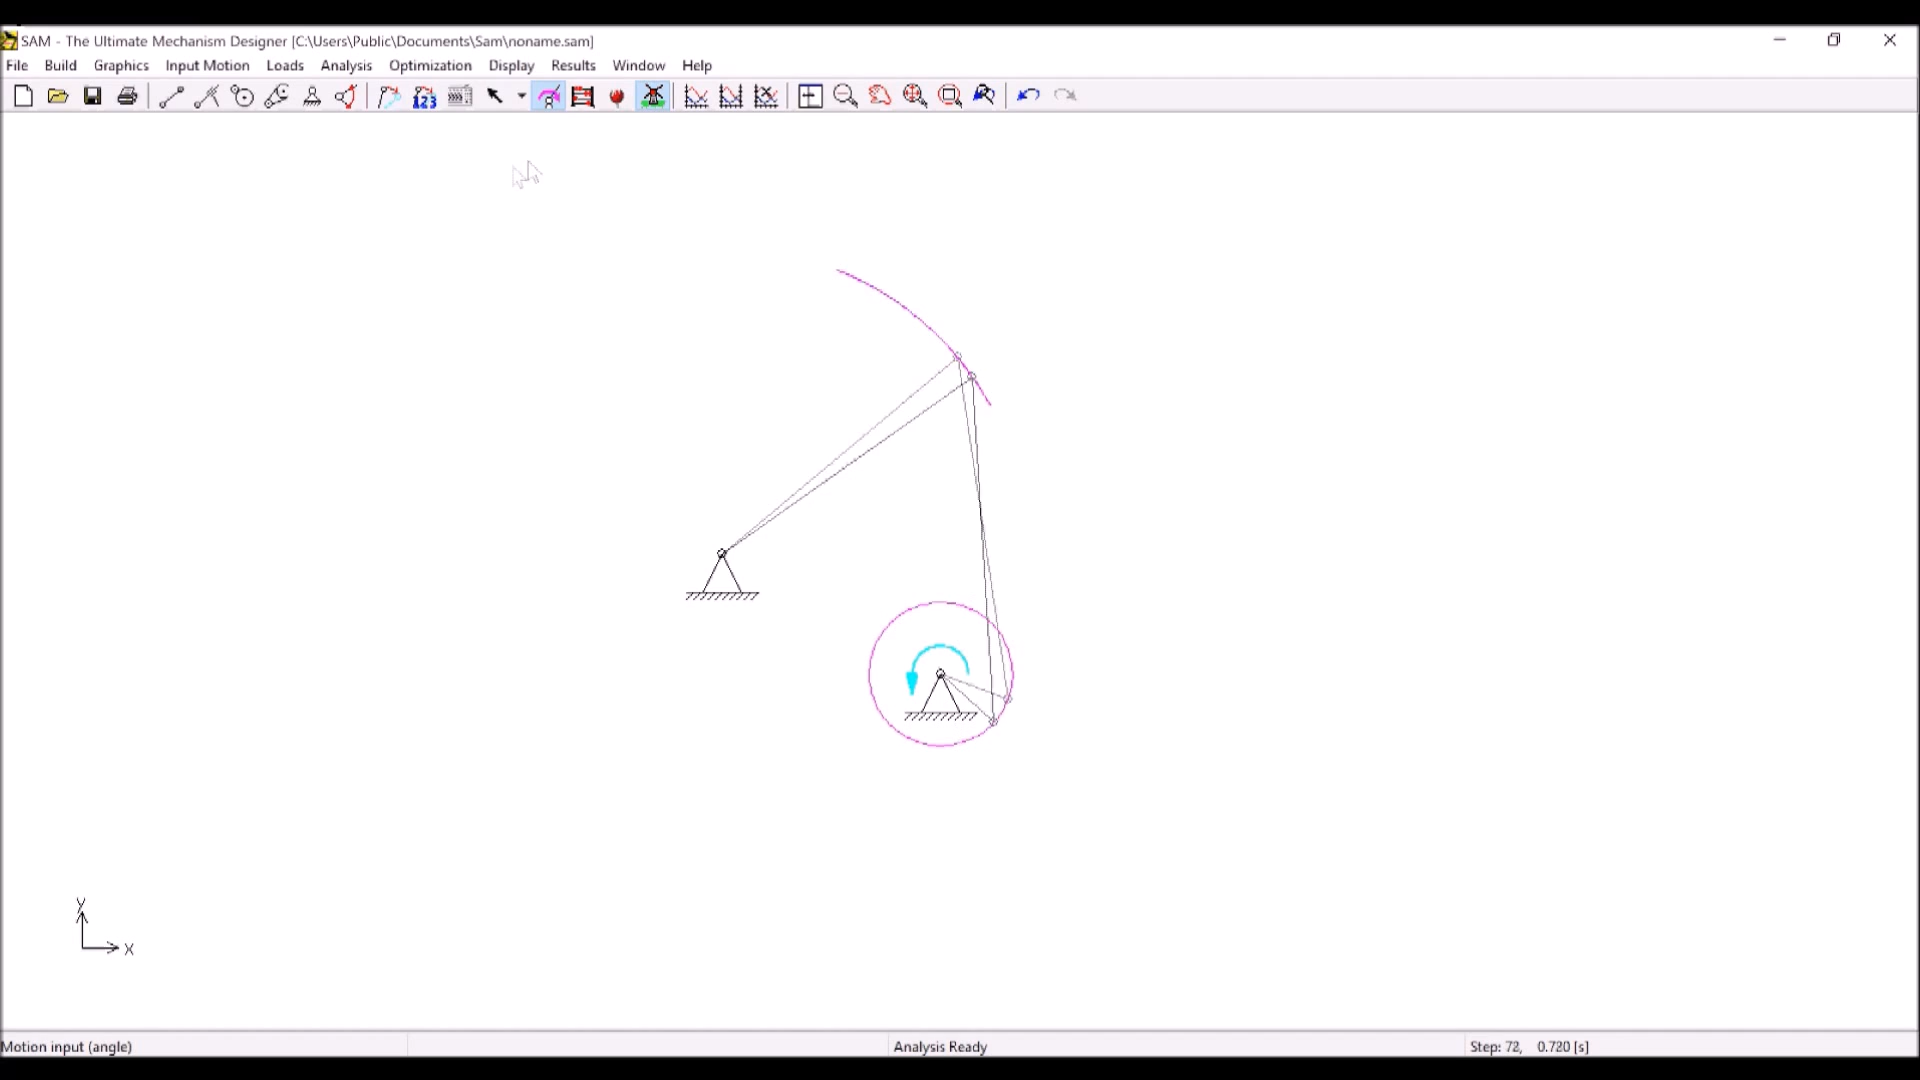 SAM - The Ultimate Mechanism Designer [C:\Users\Public\Documents\Sam\noname.sam]
File Build Graphics Input Motion Loads Analysis Optimization Display Results Window Help
123
y
x
Motion input (angle) Analysis Ready Step: 72, 0.720 [s]